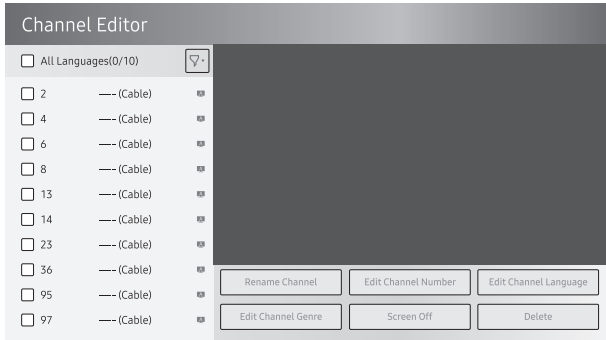 Channel Editor
All Languages(0/10)
2 —-- (Cable)
4 —-- (Cable)
6 —-- (Cable)
8 —-- (Cable)
13 —-- (Cable)
14 —-- (Cable)
23 —-- (Cable)
36 —-- (Cable)
95 —-- (Cable)
97 —-- (Cable)
Rename Channel Edit Channel Number Edit Channel Language
Edit Channel Genre Screen Off Delete